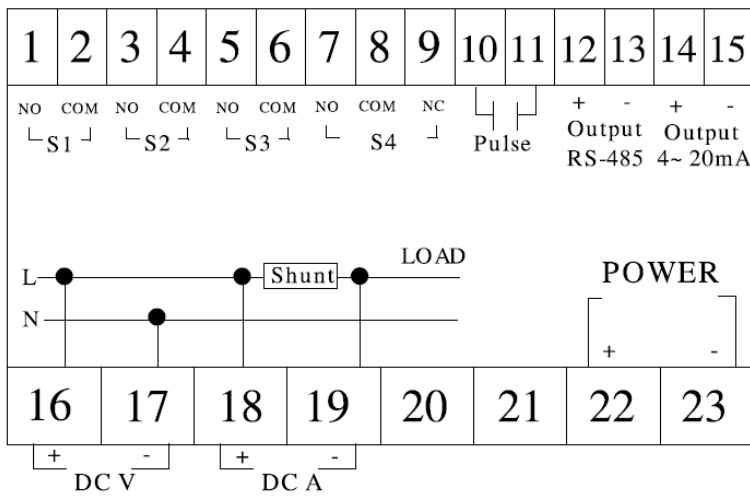 1 2 3 4 5 6 7 8 9 10 11 12 13 14 15
NO COM NO COM NO COM NO COM NC + - + -
S1 S2 S3 S4 Pulse Output Output
RS-485 4~ 20mA
LOAD
L Shunt POWER
N
+ -
16 17 18 19 20 21 22 23
+ - + -
DC V DC A